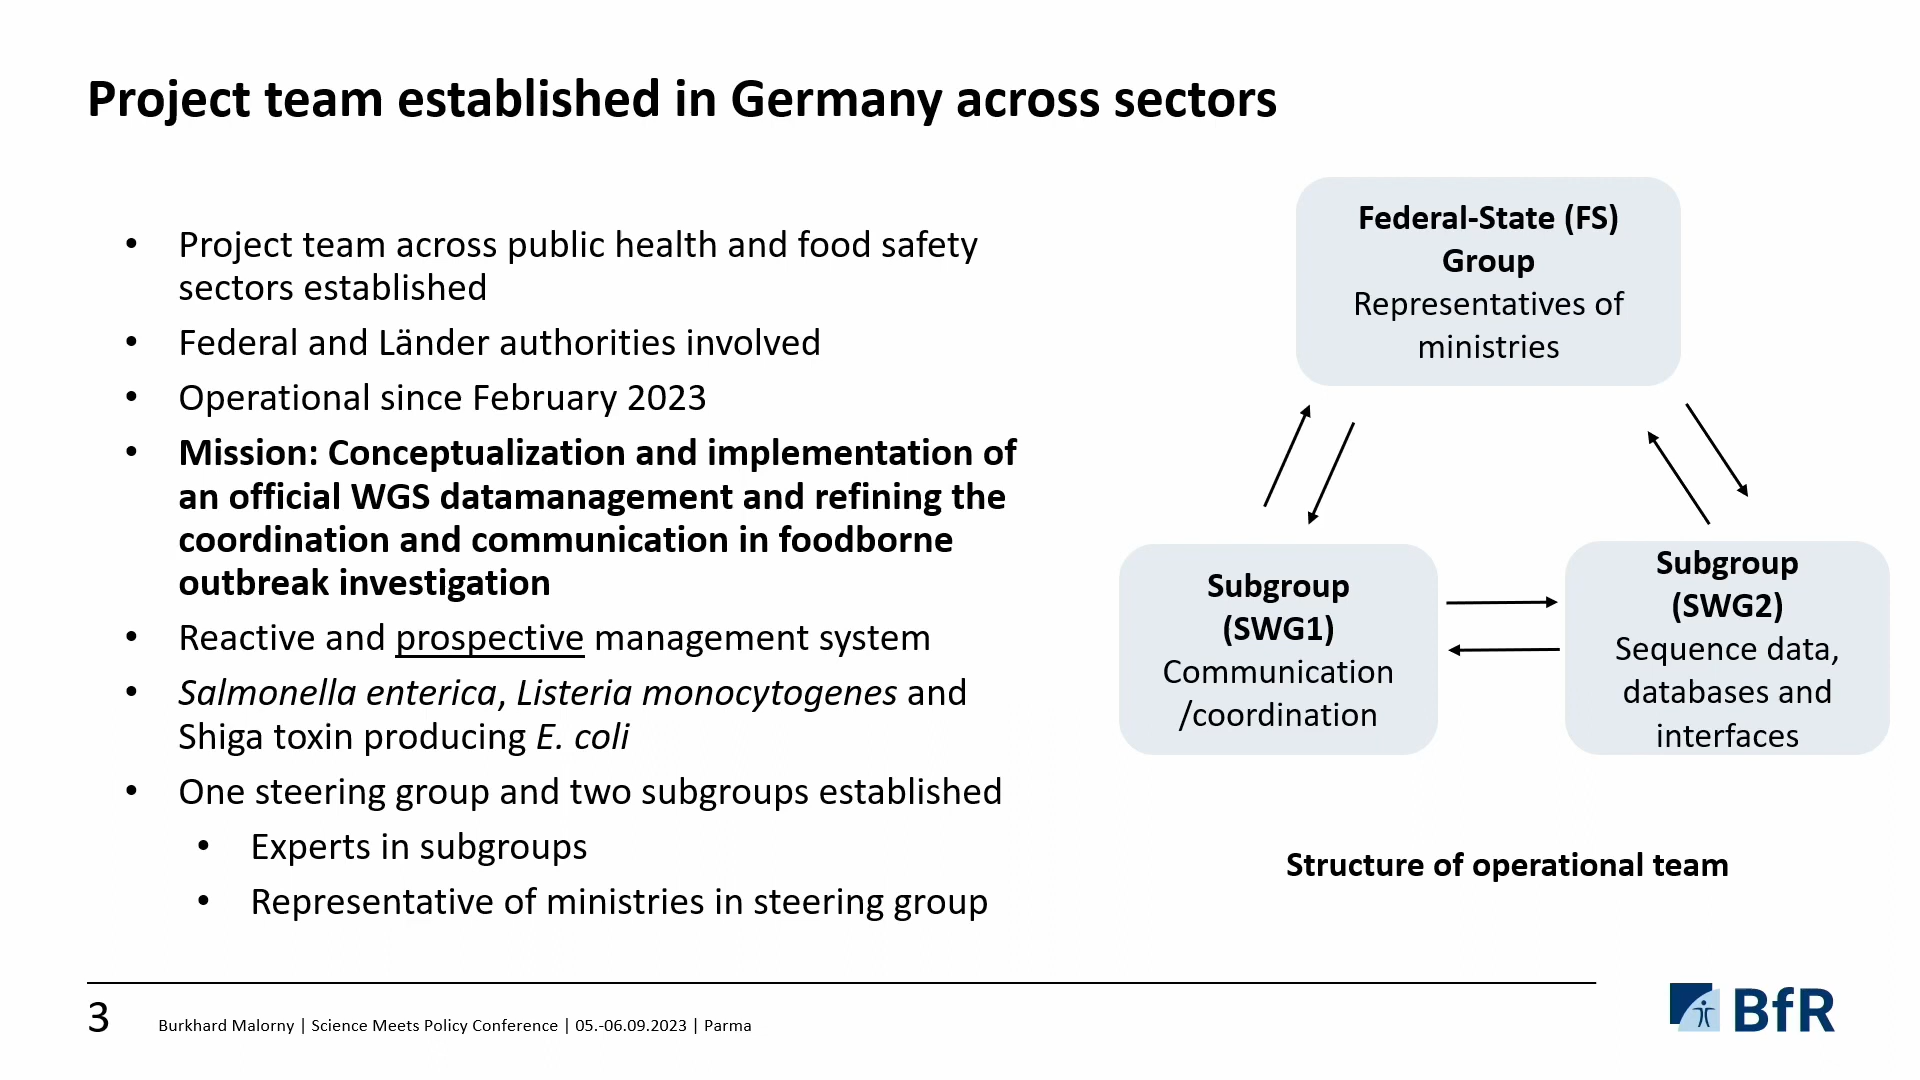 Project team established in Germany across sectors
• Project team across public health and food safety
sectors established
• Federal and Länder authorities involved
• Operational since February 2023
• Mission: Conceptualization and implementation of
an official WGS datamanagement and refining the
coordination and communication in foodborne
outbreak investigation
• Reactive and prospective management system
• Salmonella enterica, Listeria monocytogenes and
Shiga toxin producing E. coli
• One steering group and two subgroups established
• Experts in subgroups
• Representative of ministries in steering group
Federal-State (FS)
Group
Representatives of
ministries
Subgroup
(SWG1)
Communication
/coordination
Subgroup
(SWG2)
Sequence data,
databases and
interfaces
Structure of operational team
3
Burkhard Malorny | Science Meets Policy Conference | 05.-06.09.2023 | Parma
BfR